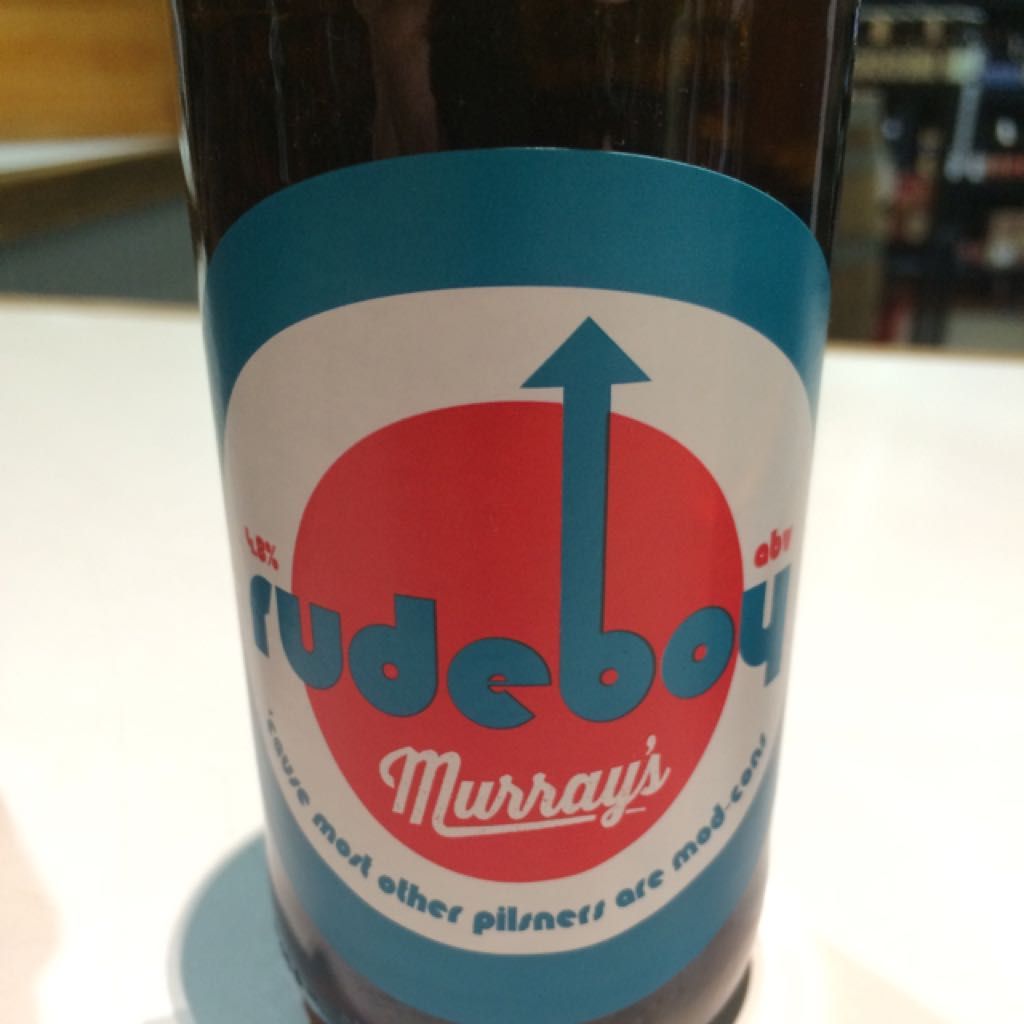 4.8% abv
rudeboy
Murray's
'cause most other pilsners are mod-cons